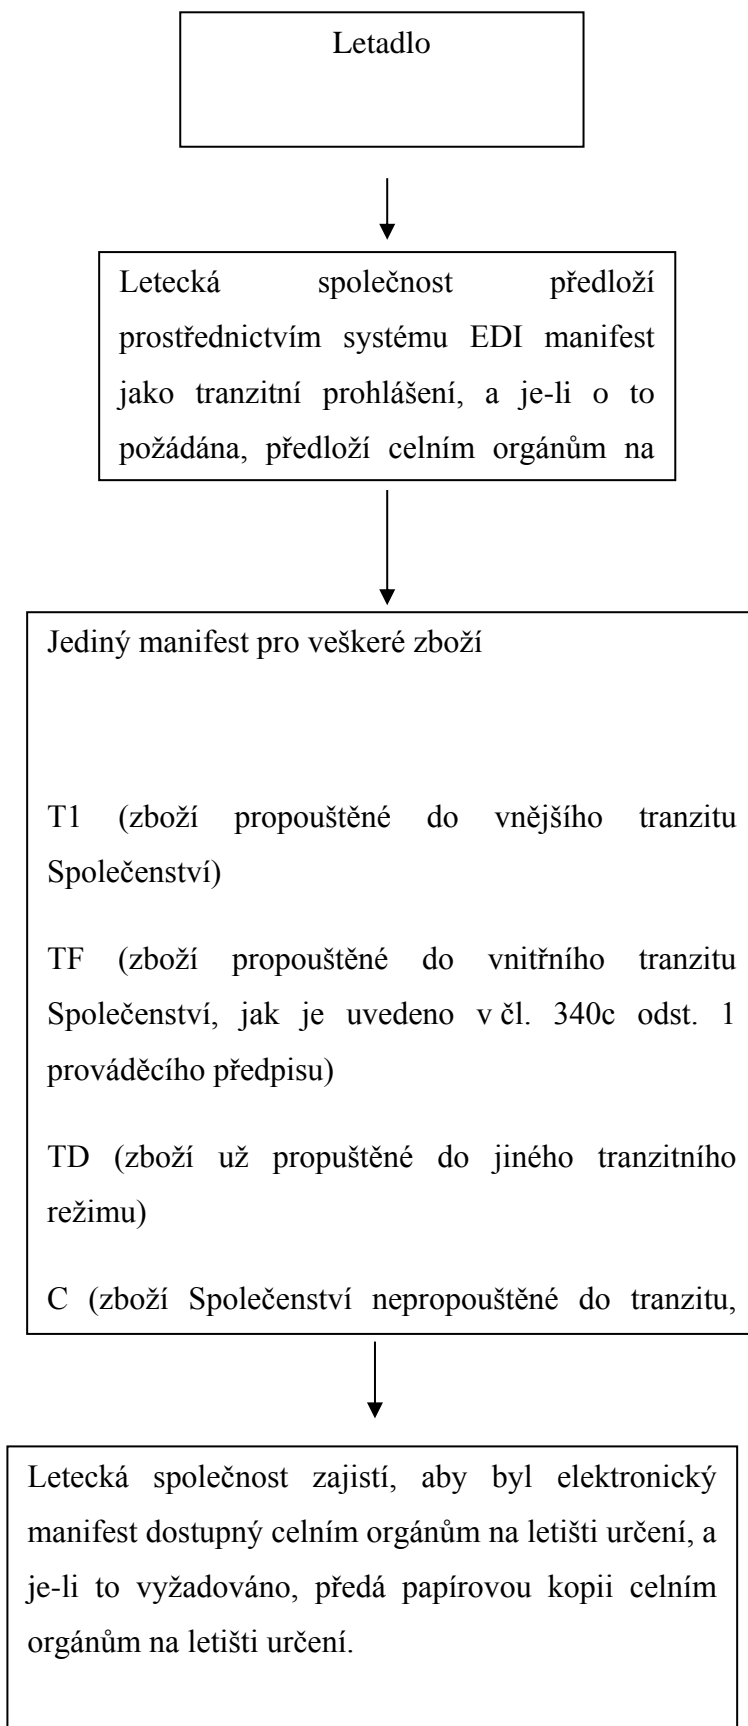 Letadlo
Letecká společnost předloží
prostřednictvím systému EDI manifest
jako tranzitní prohlášení, a je-li o to
požádána, předloží celním orgánům na
Jediný manifest pro veškeré zboží
T1 (zboží propouštěné do vnějšího tranzitu
Společenství)
TF (zboží propouštěné do vnitřního tranzitu
Společenství, jak je uvedeno v čl. 340c odst. 1
prováděcího předpisu)
TD (zboží už propuštěné do jiného tranzitního
režimu)
C (zboží Společenství nepropouštěné do tranzitu,
Letecká společnost zajistí, aby byl elektronický
manifest dostupný celním orgánům na letišti určení, a
je-li to vyžadováno, předá papírovou kopii celním
orgánům na letišti určení.